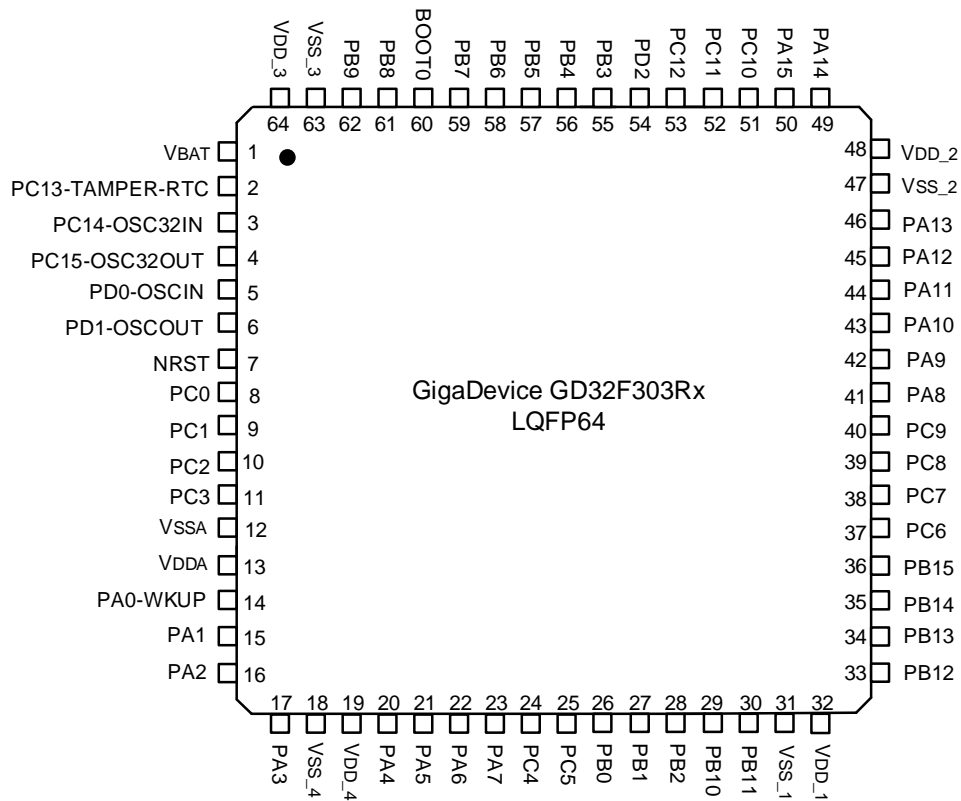 VDD_3
VSS_3
PB9
PB8
BOOT0
PB7
PB6
PB5
PB4
PB3
PD2
PC12
PC11
PC10
PA15
PA14
64 63 62 61 60 59 58 57 56 55 54 53 52 51 50 49
VBAT 1
48 VDD_2
PC13-TAMPER-RTC 2
47 VSS_2
PC14-OSC32IN 3
46 PA13
PC15-OSC32OUT 4
45 PA12
PD0-OSCIN 5
44 PA11
PD1-OSCOUT 6
43 PA10
NRST 7
42 PA9
PC0 8
41 PA8
GigaDevice GD32F303Rx
LQFP64
PC1 9
40 PC9
PC2 10
39 PC8
PC3 11
38 PC7
VSSA 12
37 PC6
VDDA 13
36 PB15
PA0-WKUP 14
35 PB14
PA1 15
34 PB13
PA2 16
33 PB12
17 18 19 20 21 22 23 24 25 26 27 28 29 30 31 32
PA3
VSS_4
VDD_4
PA4
PA5
PA6
PA7
PC4
PC5
PB0
PB1
PB2
PB10
PB11
VSS_1
VDD_1